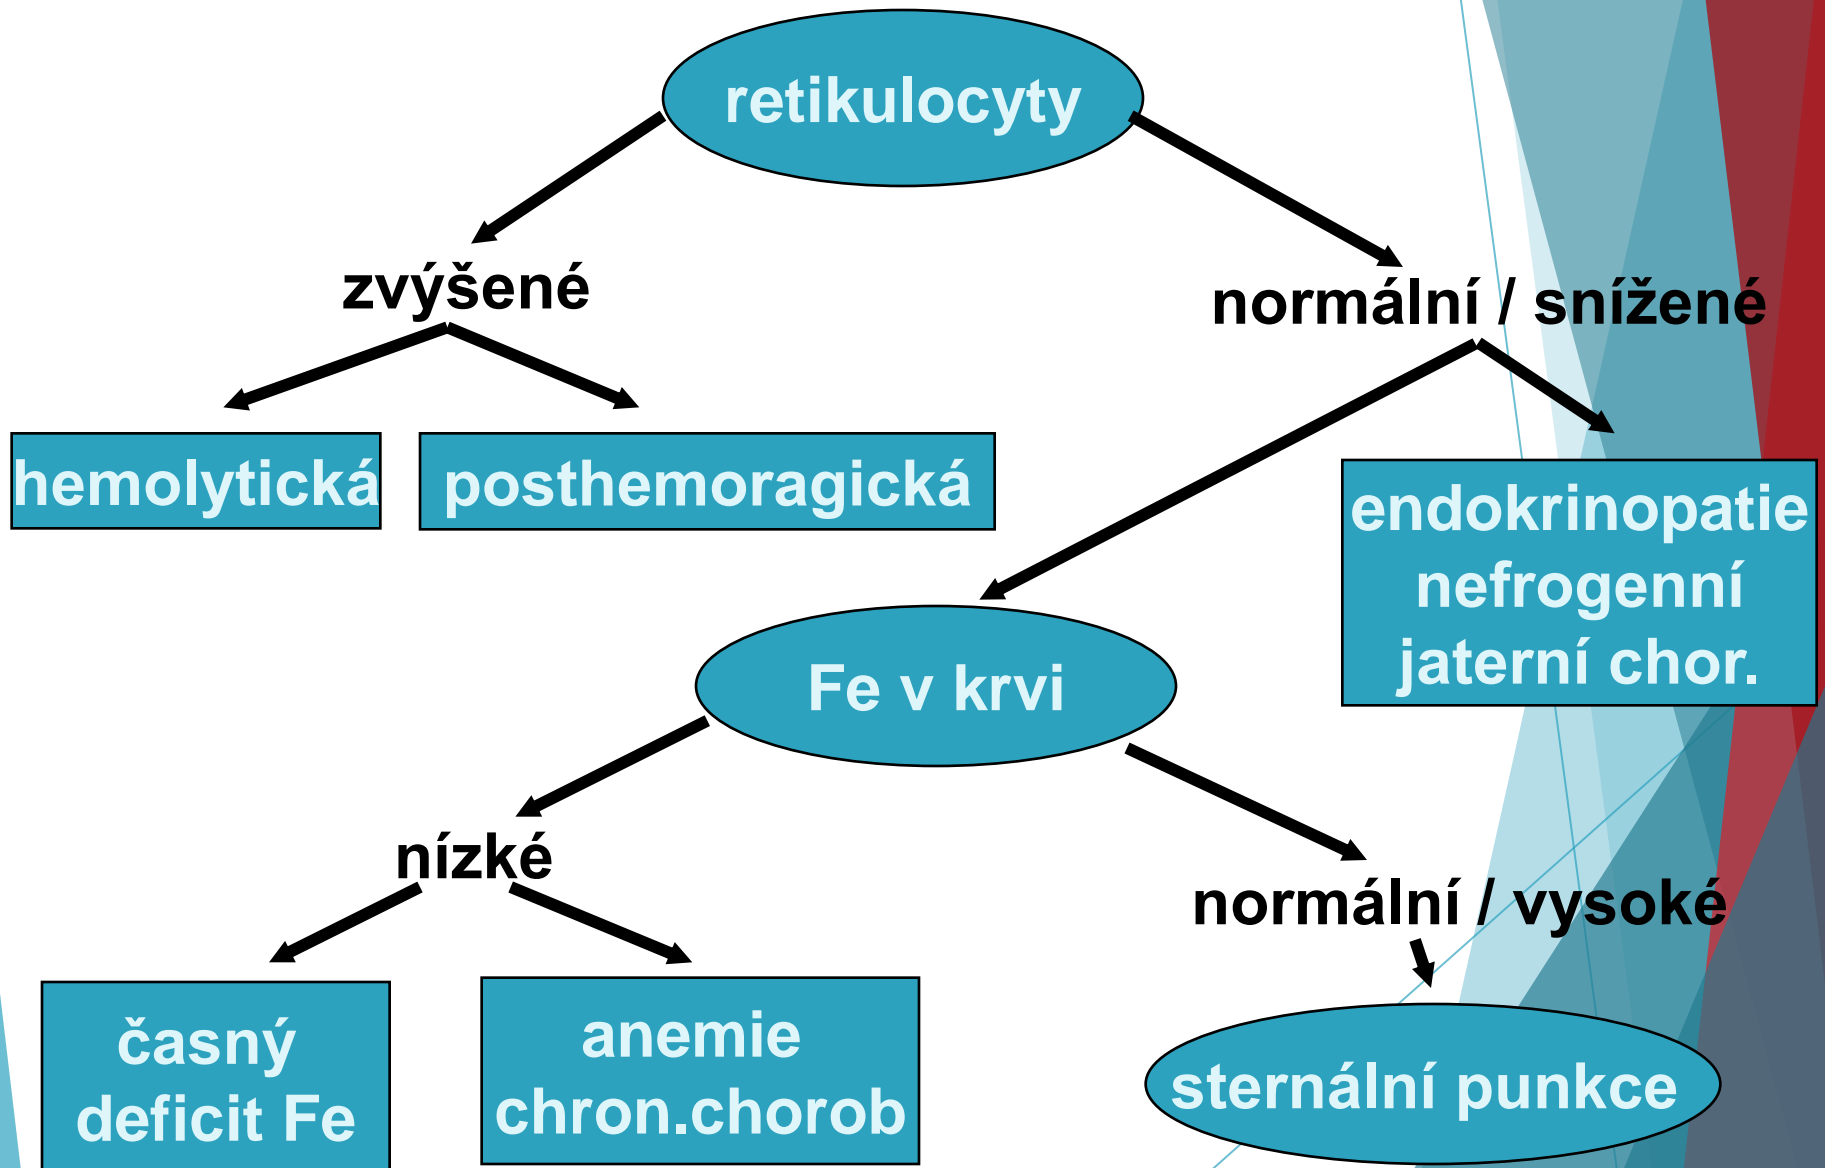 retikulocyty
zvýšené
normální / snížené
hemolytická
posthemoragická
endokrinopatie
nefrogenní
jaterní chor.
Fe v krvi
nízké
normální / vysoké
časný
deficit Fe
anemie
chron.chorob
sternální punkce